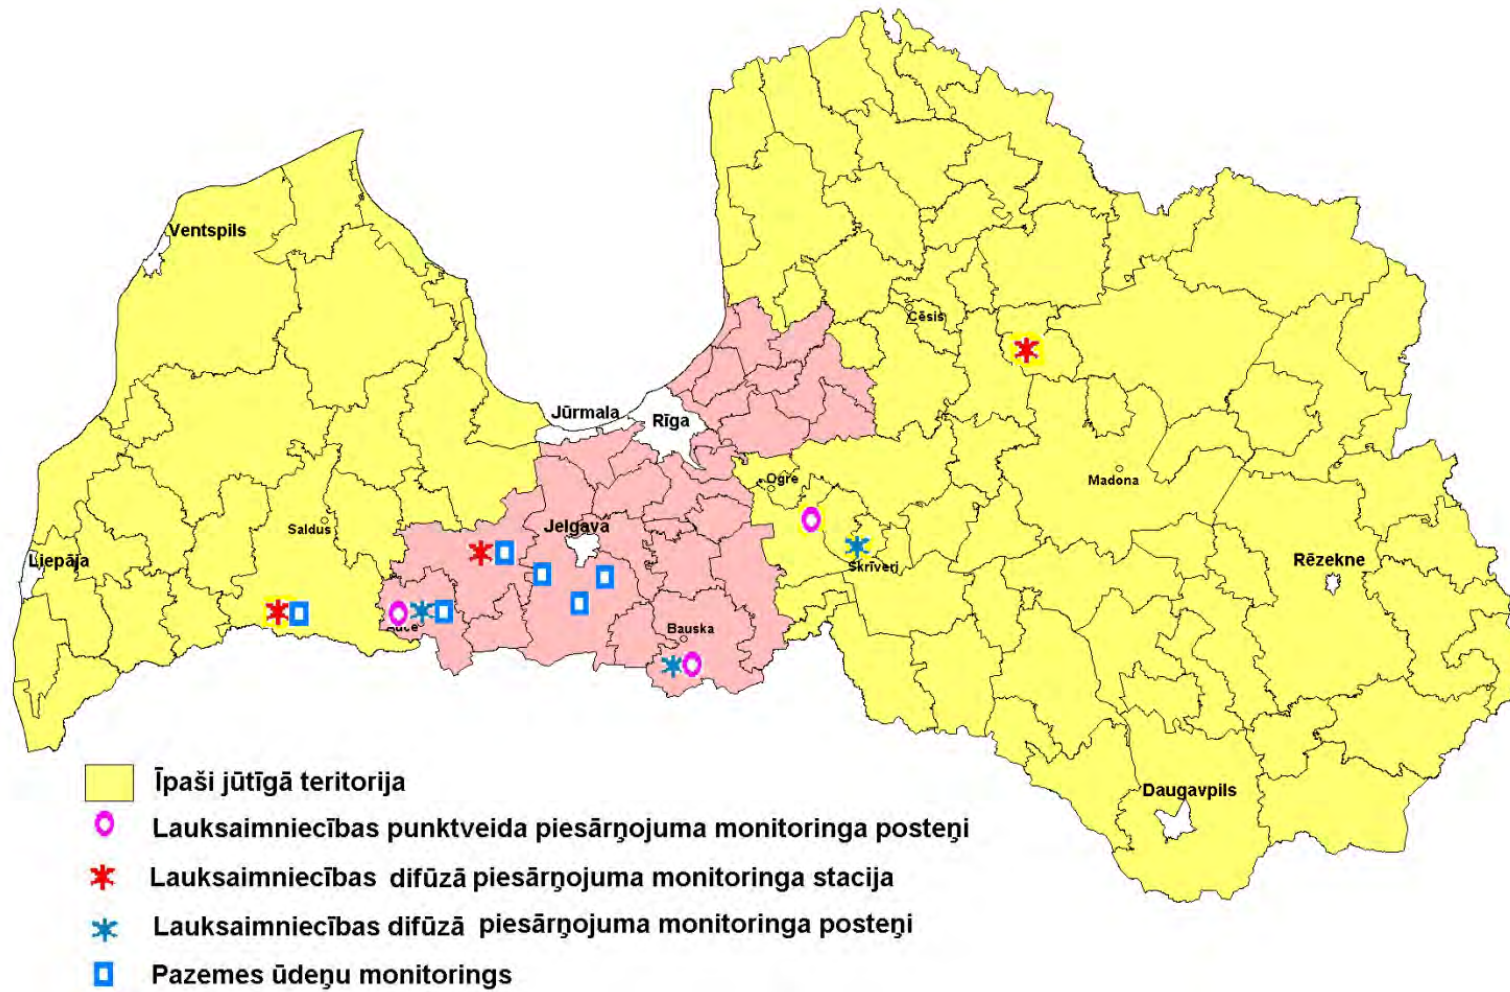 Ventspils
Cēsis
Jūrmala
Rīga
Madona
Ogre
Saldus
Jelgava
Liepāja
Skrīveri
Rēzekne
Auce
Bauska
Daugavpils
Īpaši jūtīgā teritorija
Lauksaimniecības punktveida piesārņojuma monitoringa posteņi
Lauksaimniecības difūzā piesārņojuma monitoringa stacija
Lauksaimniecības difūzā piesārņojuma monitoringa posteņi
Pazemes ūdeņu monitorings